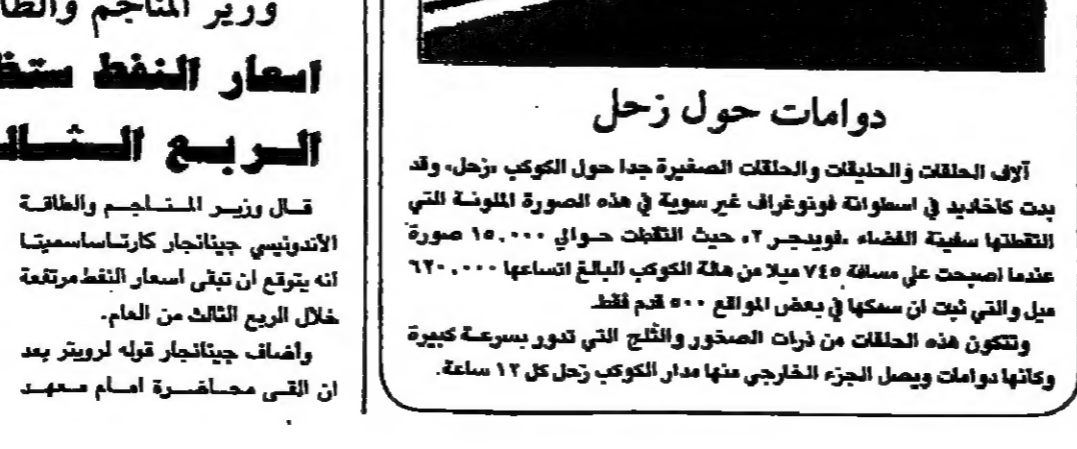 دوامات حول زحل
آلاف الحلقات والحليقات والحلقات الصغيرة جدا حول الكوكب «زحل» وقد
بدت كاخاديد في اسطوانة فونوغراف غير سوية في هذه الصورة الملونة التي
التقطتها سفينة الفضاء «فويدجر ٢» حيث التقطت حوالي ١٥,٠٠٠ صورة
عندما اصبحت على مسافة ٧٤٥ ميلا من هالة الكوكب البالغ اتساعها ٦٢٠,٠٠٠
ميل والتي ثبت ان سمكها في بعض المواقع ٥٠٠ قدم فقط.
وتتكون هذه الحلقات من ذرات الصخور والثلج التي تدور بسرعة كبيرة
وكانها دوامات ويصل الجزء الخارجي منها مدار الكوكب زحل كل ١٢ ساعة.
وزير المناجم والطا
اسعار النفط ستظ
الربع الثال
قال وزير المناجم والطاقة
الأندونيسي جينانجار كارتاساسميتا
انه يتوقع ان تبقى اسعار النفط مرتفعة
خلال الربع الثالث من العام.
وأضاف جينانجار قوله لرويتر بعد
ان القى محاضرة امام معهد